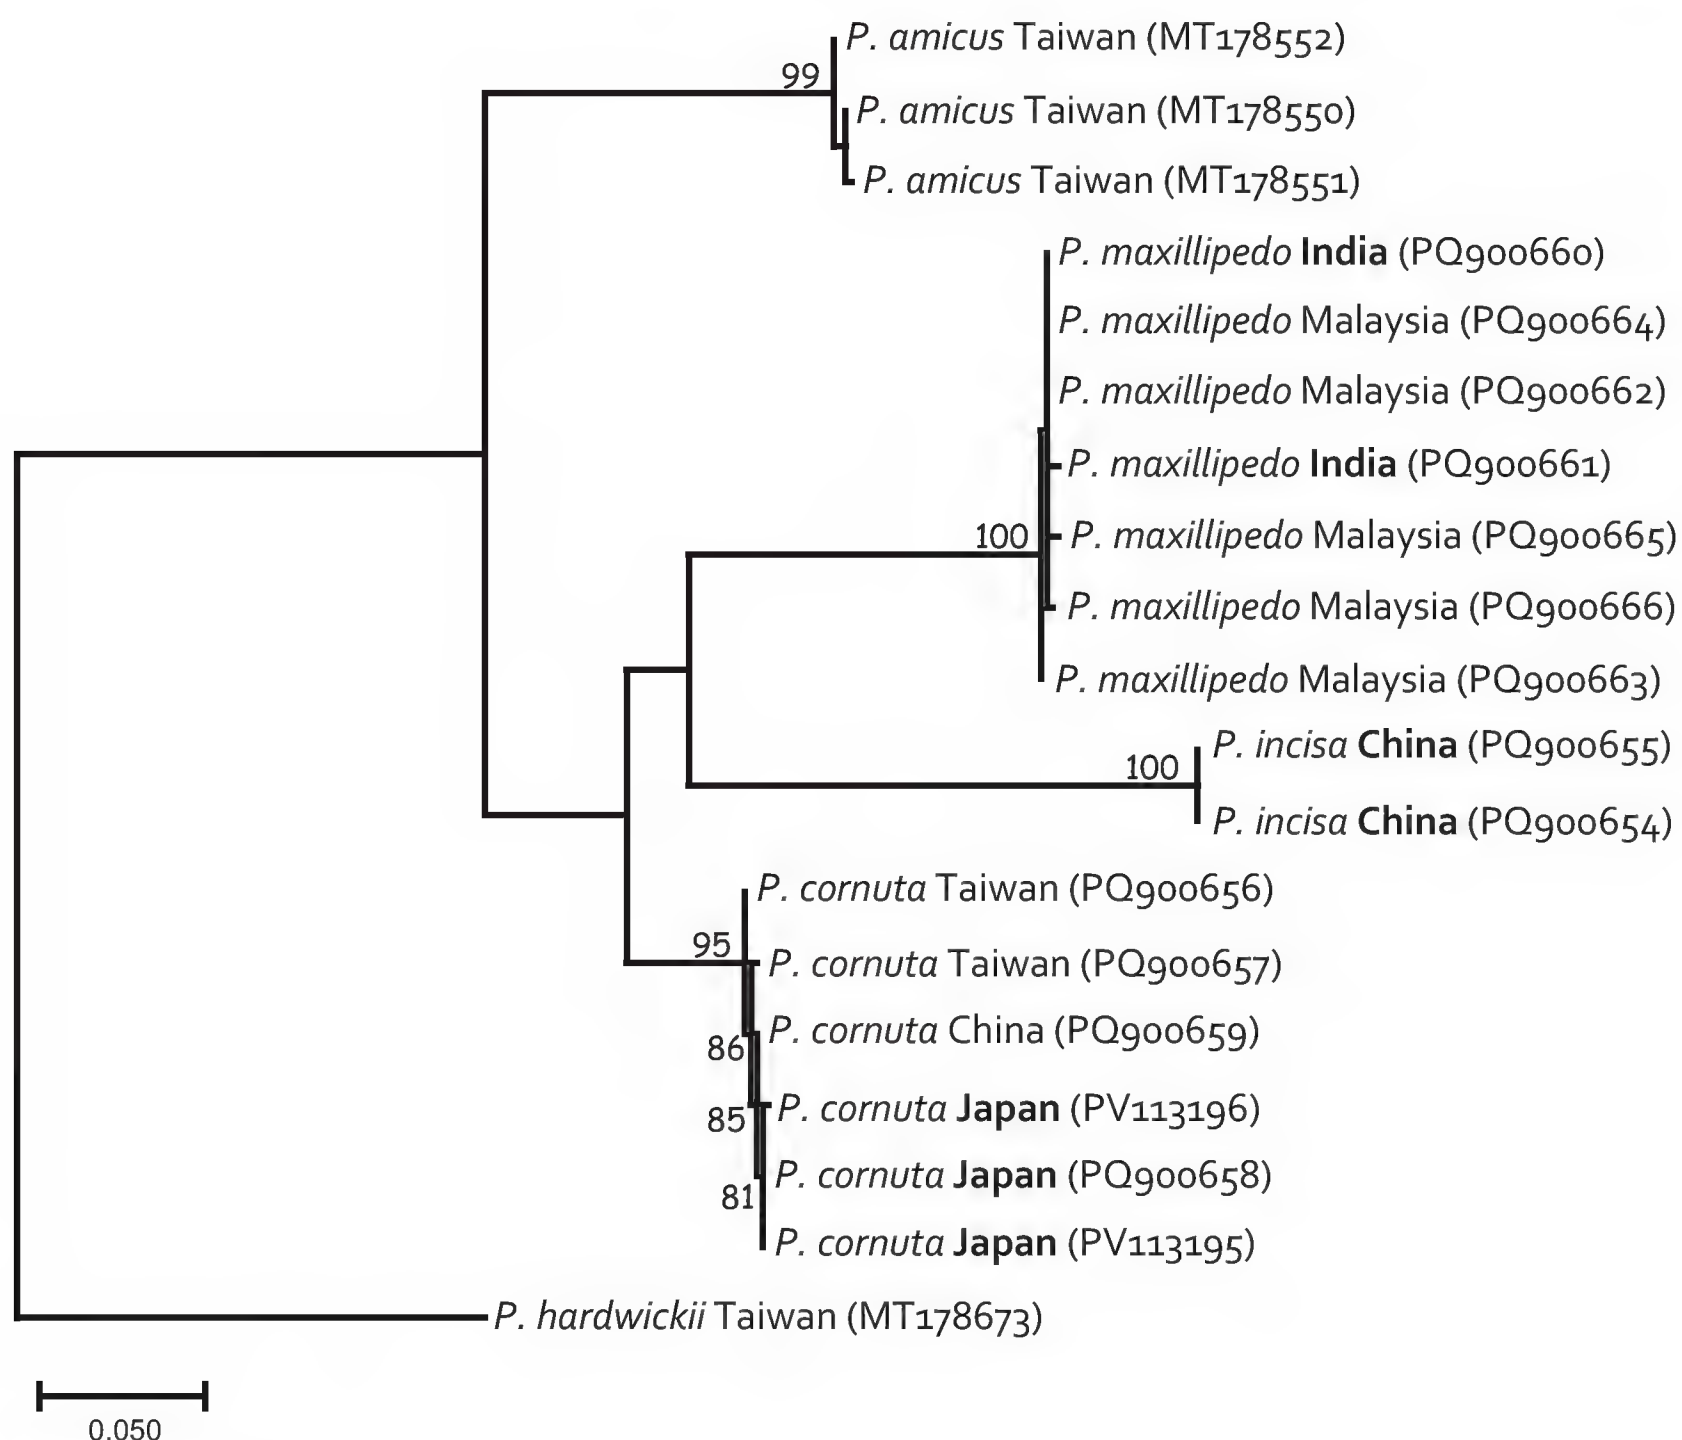 P. amicus Taiwan (MT178552)
99
P. amicus Taiwan (MT178550)
P. amicus Taiwan (MT178551)
P. maxillipedo India (PQ900660)
P. maxillipedo Malaysia (PQ900664)
P. maxillipedo Malaysia (PQ900662)
P. maxillipedo India (PQ900661)
100
P. maxillipedo Malaysia (PQ900665)
P. maxillipedo Malaysia (PQ900666)
P. maxillipedo Malaysia (PQ900663)
P. incisa China (PQ900655)
100
P. incisa China (PQ900654)
P. cornuta Taiwan (PQ900656)
95
P. cornuta Taiwan (PQ900657)
P. cornuta China (PQ900659)
86
P. cornuta Japan (PV113196)
85
P. cornuta Japan (PQ900658)
81
P. cornuta Japan (PV113195)
P. hardwickii Taiwan (MT178673)
0.050